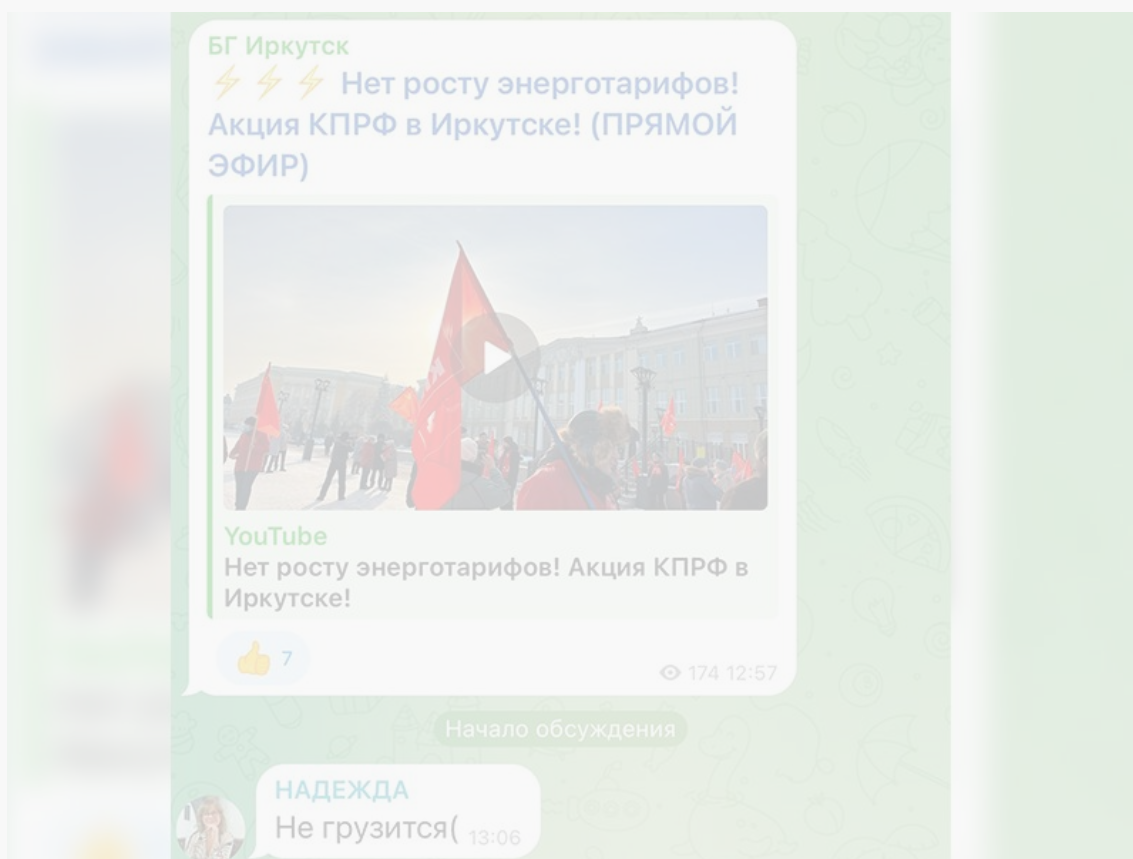 БГ Иркутск
⚡⚡⚡ Нет росту энерготарифов!
Акция КПРФ в Иркутске! (ПРЯМОЙ
ЭФИР)
YouTube
Нет росту энерготарифов! Акция КПРФ в
Иркутске!
👍 7
174 12:57
Начало обсуждения
НАДЕЖДА
Не грузится( 13:06